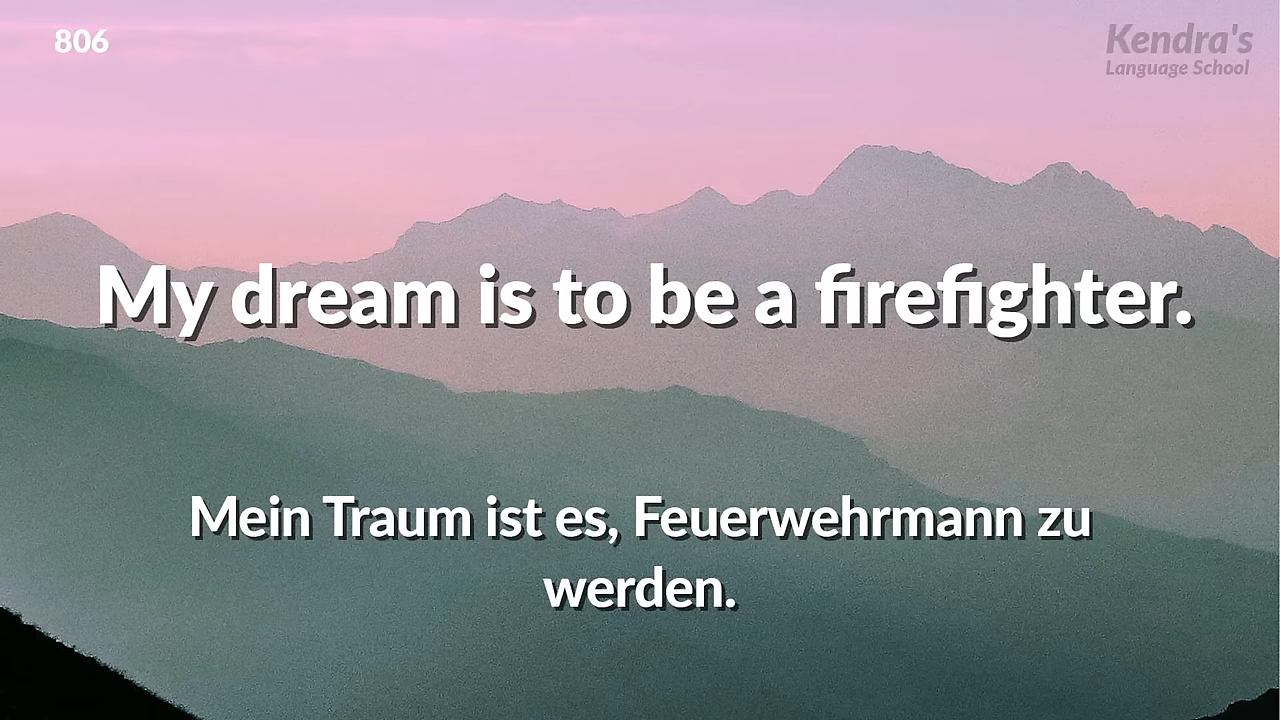 806
Kendra's
Language School
My dream is to be a firefighter.
Mein Traum ist es, Feuerwehrmann zu
werden.